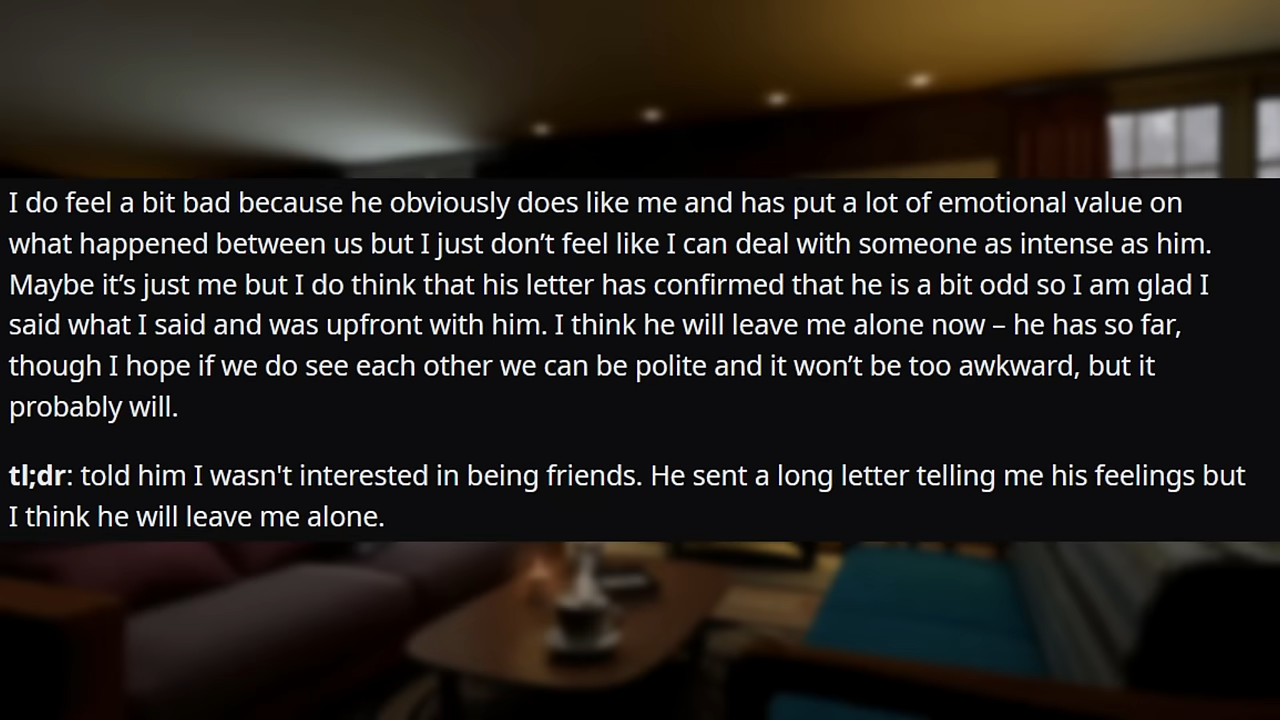 I do feel a bit bad because he obviously does like me and has put a lot of emotional value on
what happened between us but I just don’t feel like I can deal with someone as intense as him.
Maybe it’s just me but I do think that his letter has confirmed that he is a bit odd so I am glad I
said what I said and was upfront with him. I think he will leave me alone now – he has so far,
though I hope if we do see each other we can be polite and it won’t be too awkward, but it
probably will.
tl;dr: told him I wasn't interested in being friends. He sent a long letter telling me his feelings but
I think he will leave me alone.